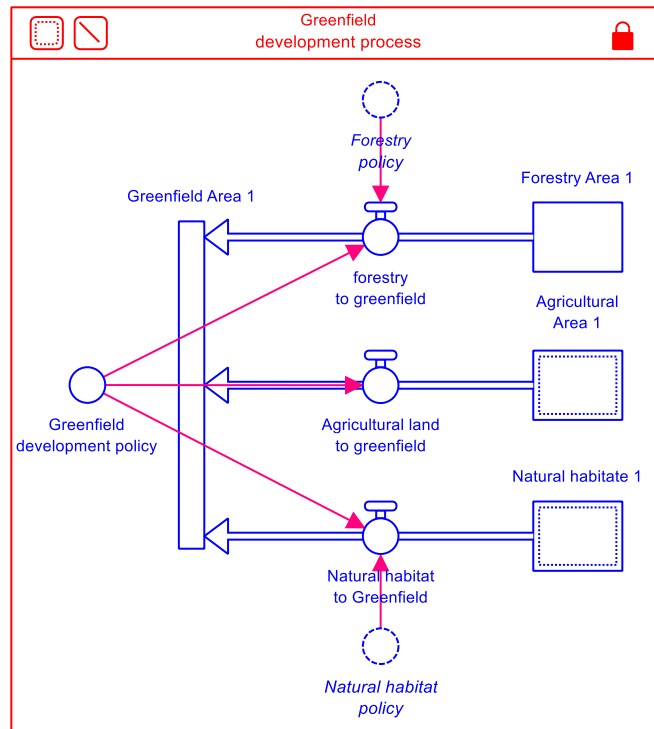 Greenfield
development process
Forestry
policy
Greenfield Area 1
Forestry Area 1
forestry
to greenfield
Agricultural
Area 1
Greenfield
development policy
Agricultural land
to greenfield
Natural habitate 1
Natural habitat
to Greenfield
Natural habitat
policy